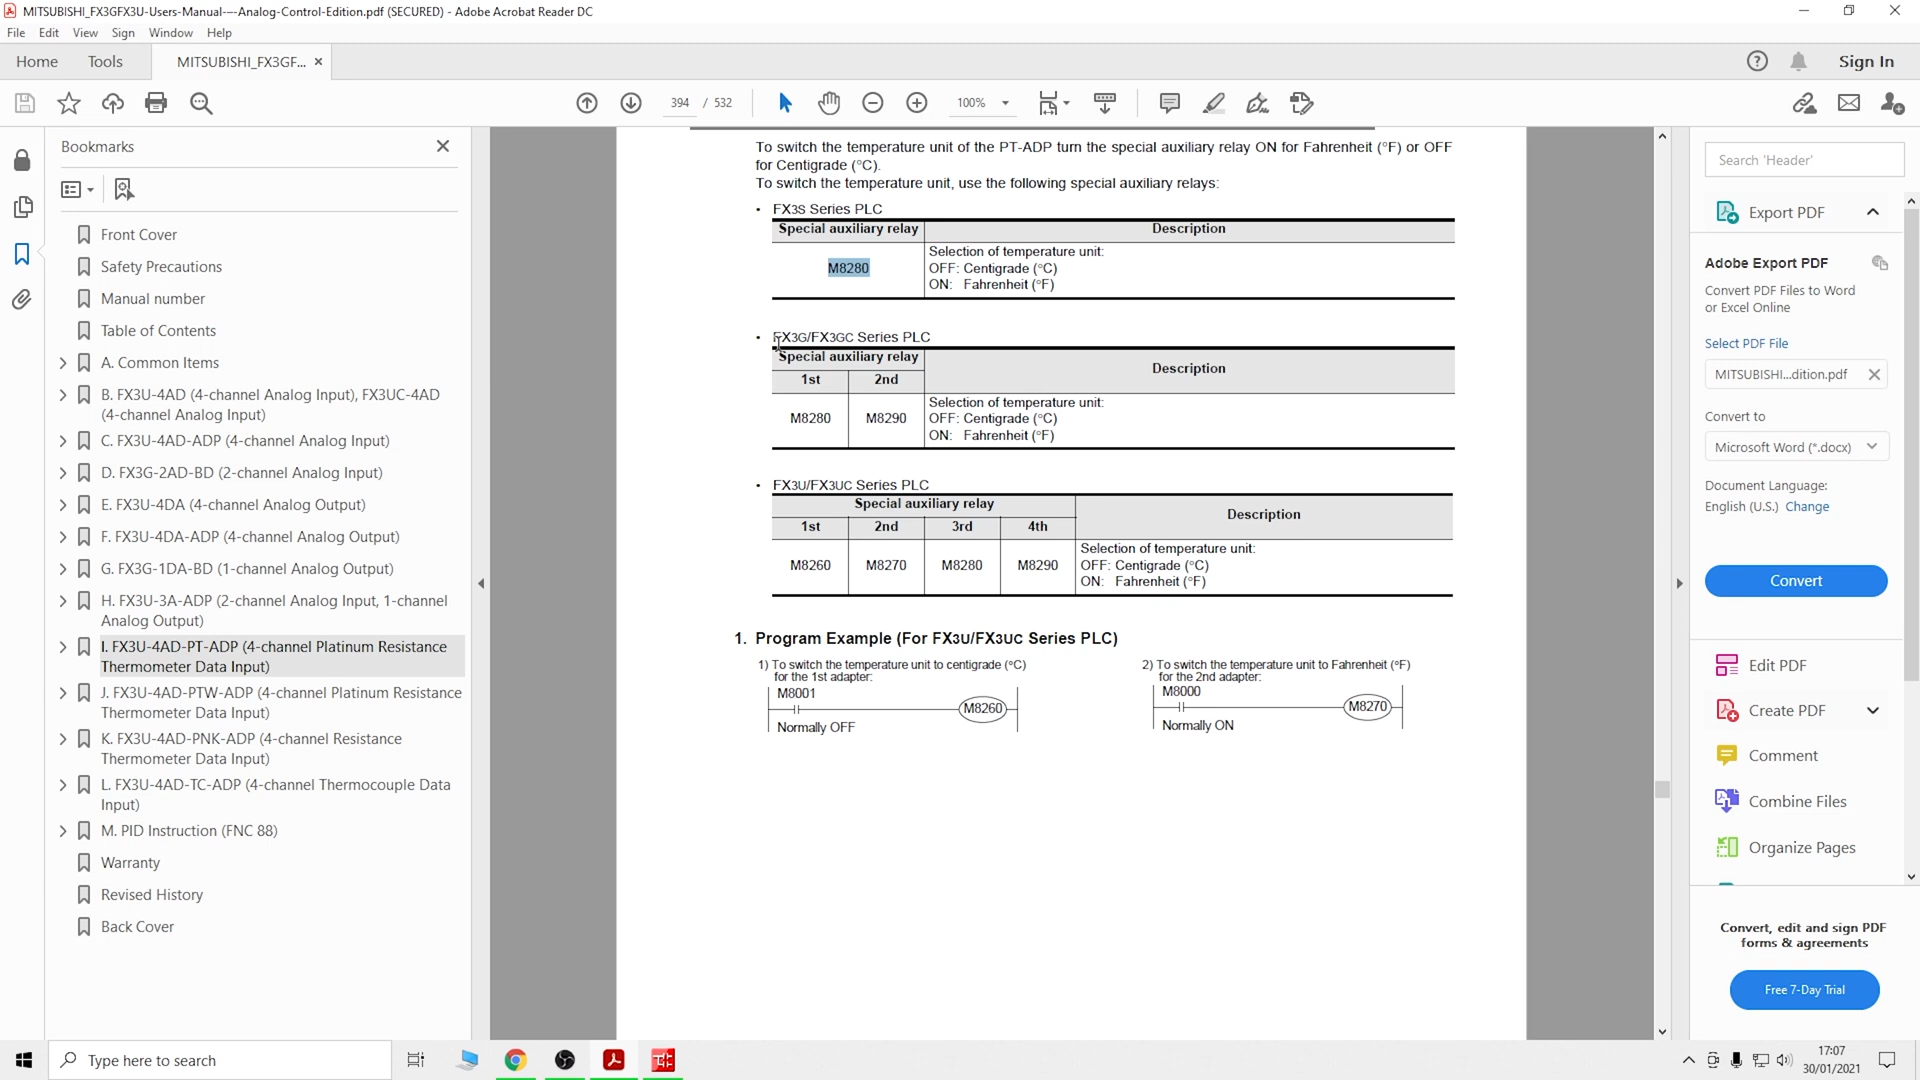 MITSUBISHI_FX3GFX3U-Users-Manual-–-Analog-Control-Edition.pdf (SECURED) - Adobe Acrobat Reader DC
File Edit View Sign Window Help
Home Tools MITSUBISHI_FX3GF... × Sign In
394 / 532 100%
Bookmarks
Front Cover
Safety Precautions
Manual number
Table of Contents
A. Common Items
B. FX3U-4AD (4-channel Analog Input), FX3UC-4AD
(4-channel Analog Input)
C. FX3U-4AD-ADP (4-channel Analog Input)
D. FX3G-2AD-BD (2-channel Analog Input)
E. FX3U-4DA (4-channel Analog Output)
F. FX3U-4DA-ADP (4-channel Analog Output)
G. FX3G-1DA-BD (1-channel Analog Output)
H. FX3U-3A-ADP (2-channel Analog Input, 1-channel
Analog Output)
I. FX3U-4AD-PT-ADP (4-channel Platinum Resistance
Thermometer Data Input)
J. FX3U-4AD-PTW-ADP (4-channel Platinum Resistance
Thermometer Data Input)
K. FX3U-4AD-PNK-ADP (4-channel Resistance
Thermometer Data Input)
L. FX3U-4AD-TC-ADP (4-channel Thermocouple Data
Input)
M. PID Instruction (FNC 88)
Warranty
Revised History
Back Cover
To switch the temperature unit of the PT-ADP turn the special auxiliary relay ON for Fahrenheit (°F) or OFF
for Centigrade (°C).
To switch the temperature unit, use the following special auxiliary relays:
• FX3S Series PLC
Special auxiliary relay Description
M8280
Selection of temperature unit:
OFF: Centigrade (°C)
ON: Fahrenheit (°F)
• FX3G/FX3GC Series PLC
Special auxiliary relay Description
1st 2nd
M8280 M8290
Selection of temperature unit:
OFF: Centigrade (°C)
ON: Fahrenheit (°F)
• FX3U/FX3UC Series PLC
Special auxiliary relay Description
1st 2nd 3rd 4th
M8260 M8270 M8280 M8290
Selection of temperature unit:
OFF: Centigrade (°C)
ON: Fahrenheit (°F)
1. Program Example (For FX3U/FX3UC Series PLC)
1) To switch the temperature unit to centigrade (°C)
for the 1st adapter:
M8001
M8260
Normally OFF
2) To switch the temperature unit to Fahrenheit (°F)
for the 2nd adapter:
M8000
M8270
Normally ON
Search 'Header'
Export PDF
Adobe Export PDF
Convert PDF Files to Word
or Excel Online
Select PDF File
MITSUBISHI...dition.pdf
Convert to
Microsoft Word (*.docx)
Document Language:
English (U.S.) Change
Convert
Edit PDF
Create PDF
Comment
Combine Files
Organize Pages
Convert, edit and sign PDF
forms & agreements
Free 7-Day Trial
Type here to search
17:07
30/01/2021